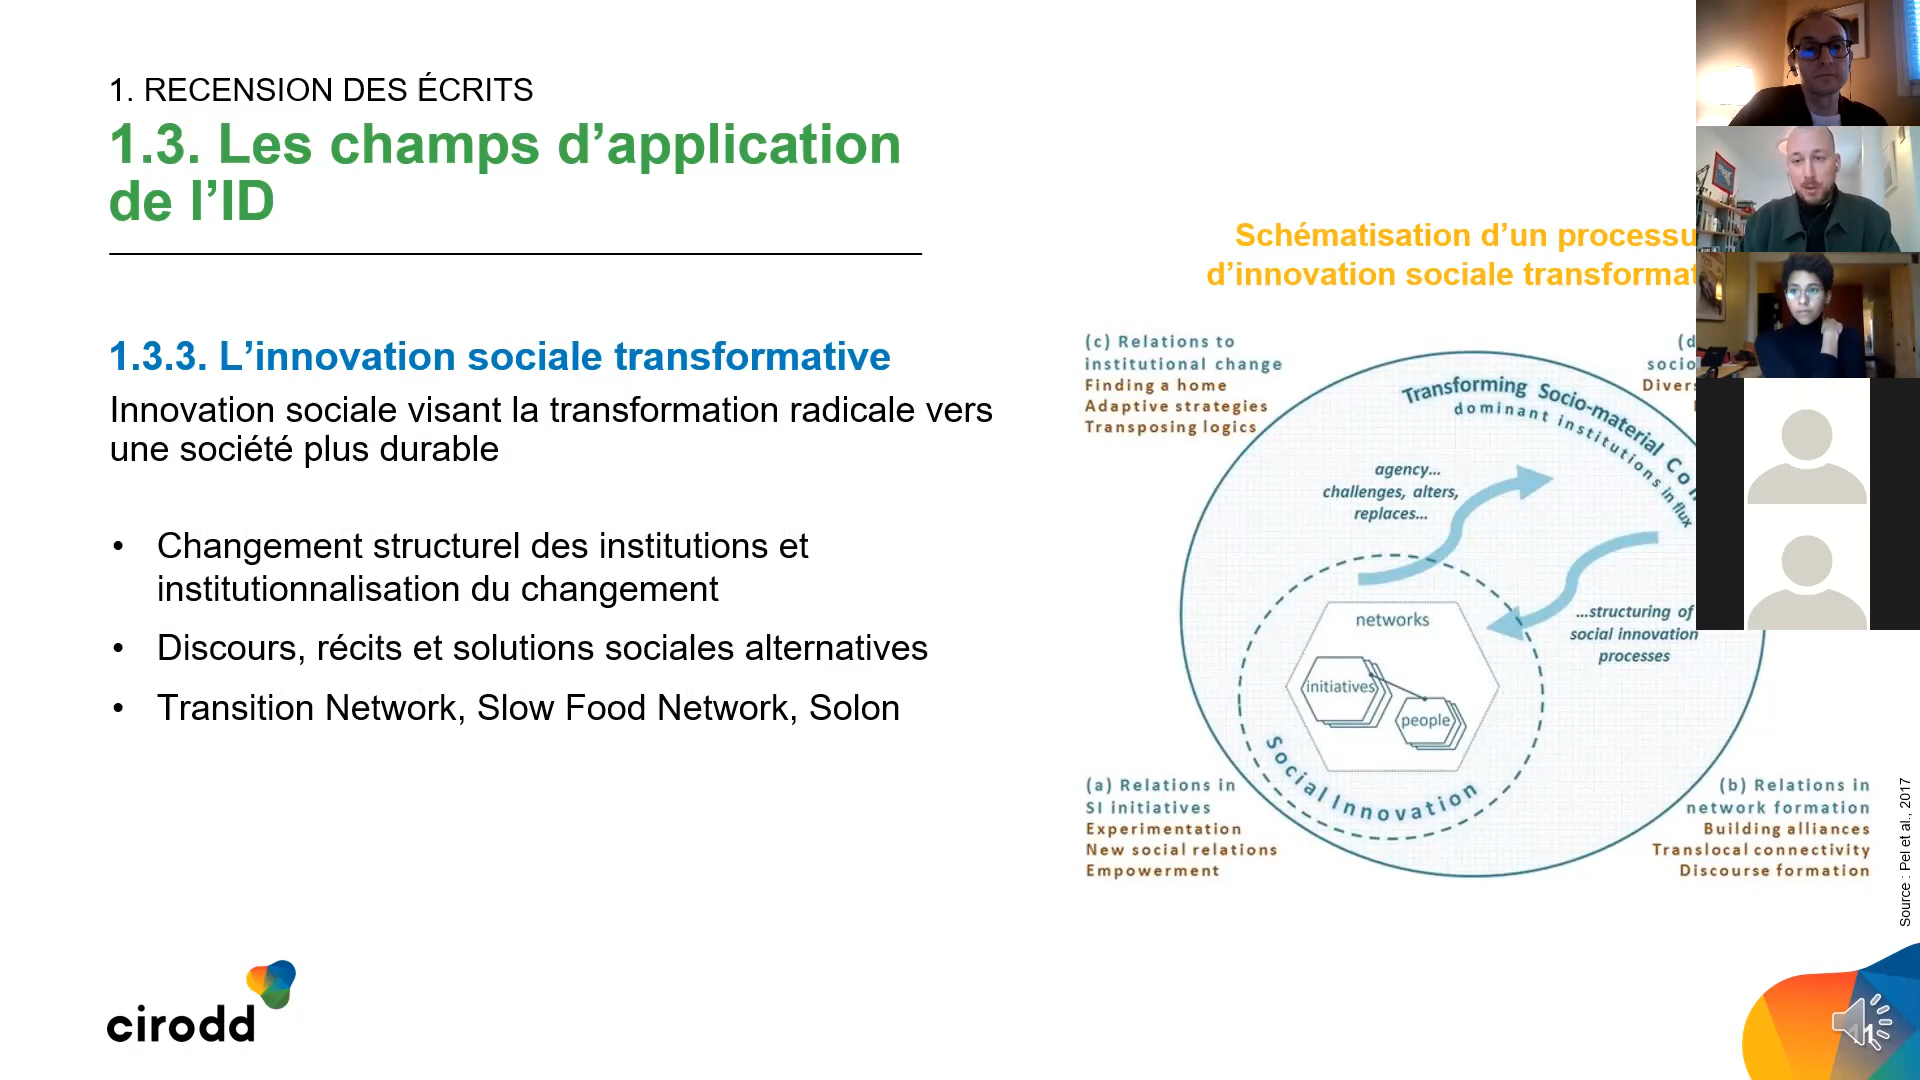 1. RECENSION DES ÉCRITS
1.3. Les champs d’application
de l’ID
1.3.3. L’innovation sociale transformative
Innovation sociale visant la transformation radicale vers
une société plus durable
• Changement structurel des institutions et
institutionnalisation du changement
• Discours, récits et solutions sociales alternatives
• Transition Network, Slow Food Network, Solon
Schématisation d’un processu
d’innovation sociale transformat
(c) Relations to
institutional change
Finding a home
Adaptive strategies
Transposing logics
(d
socio
Divers
Transforming Socio-material Co
dominant institutions in flux
agency...
challenges, alters,
replaces...
...structuring of
social innovation
processes
networks
initiatives
people
Social Innovation
(a) Relations in
SI initiatives
Experimentation
New social relations
Empowerment
(b) Relations in
network formation
Building alliances
Translocal connectivity
Discourse formation
Source : Pel et al., 2017
cirodd
11